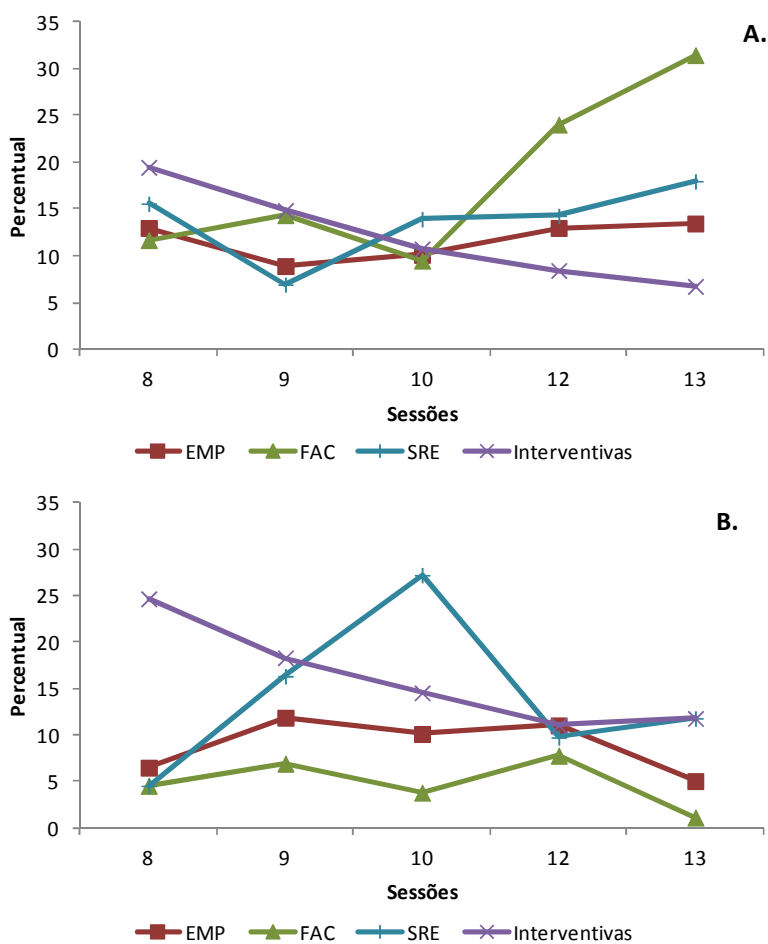 A.
Percentual
35
30
25
20
15
10
5
0
8 9 10 12 13
Sessões
EMP FAC SRE Interventivas
B.
Percentual
35
30
25
20
15
10
5
0
8 9 10 12 13
Sessões
EMP FAC SRE Interventivas